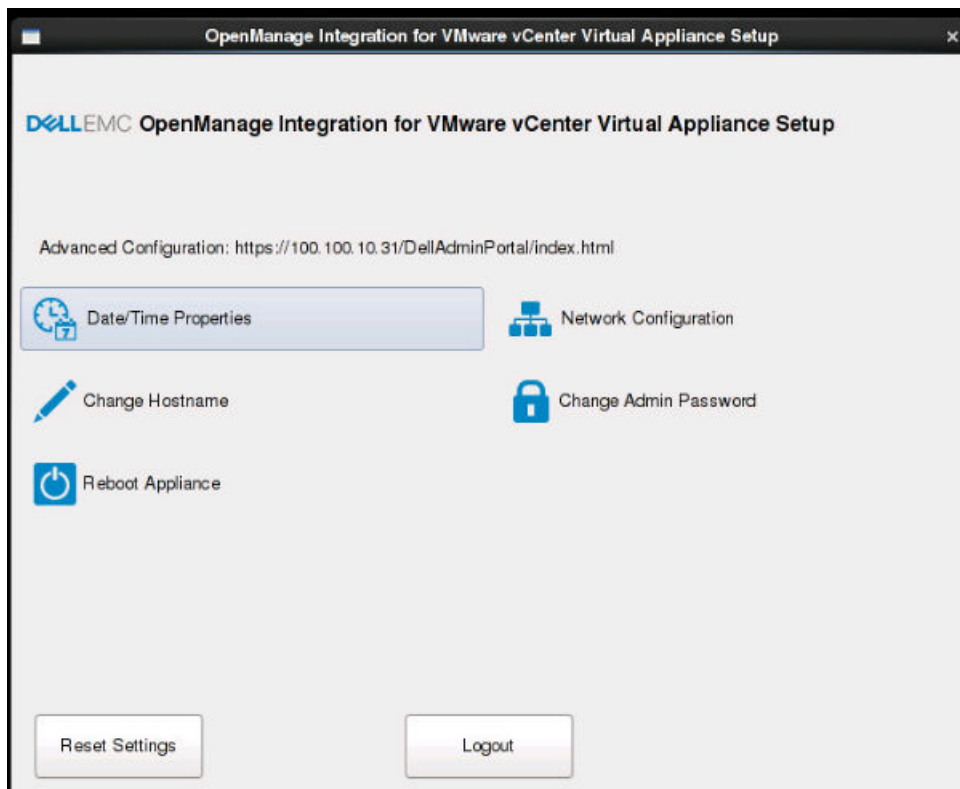 OpenManage Integration for VMware vCenter Virtual Appliance Setup
DELLEMC OpenManage Integration for VMware vCenter Virtual Appliance Setup
Advanced Configuration: https://100.100.10.31/DellAdminPortal/index.html
7 Date/Time Properties
Network Configuration
Change Hostname
Change Admin Password
Reboot Appliance
Reset Settings
Logout